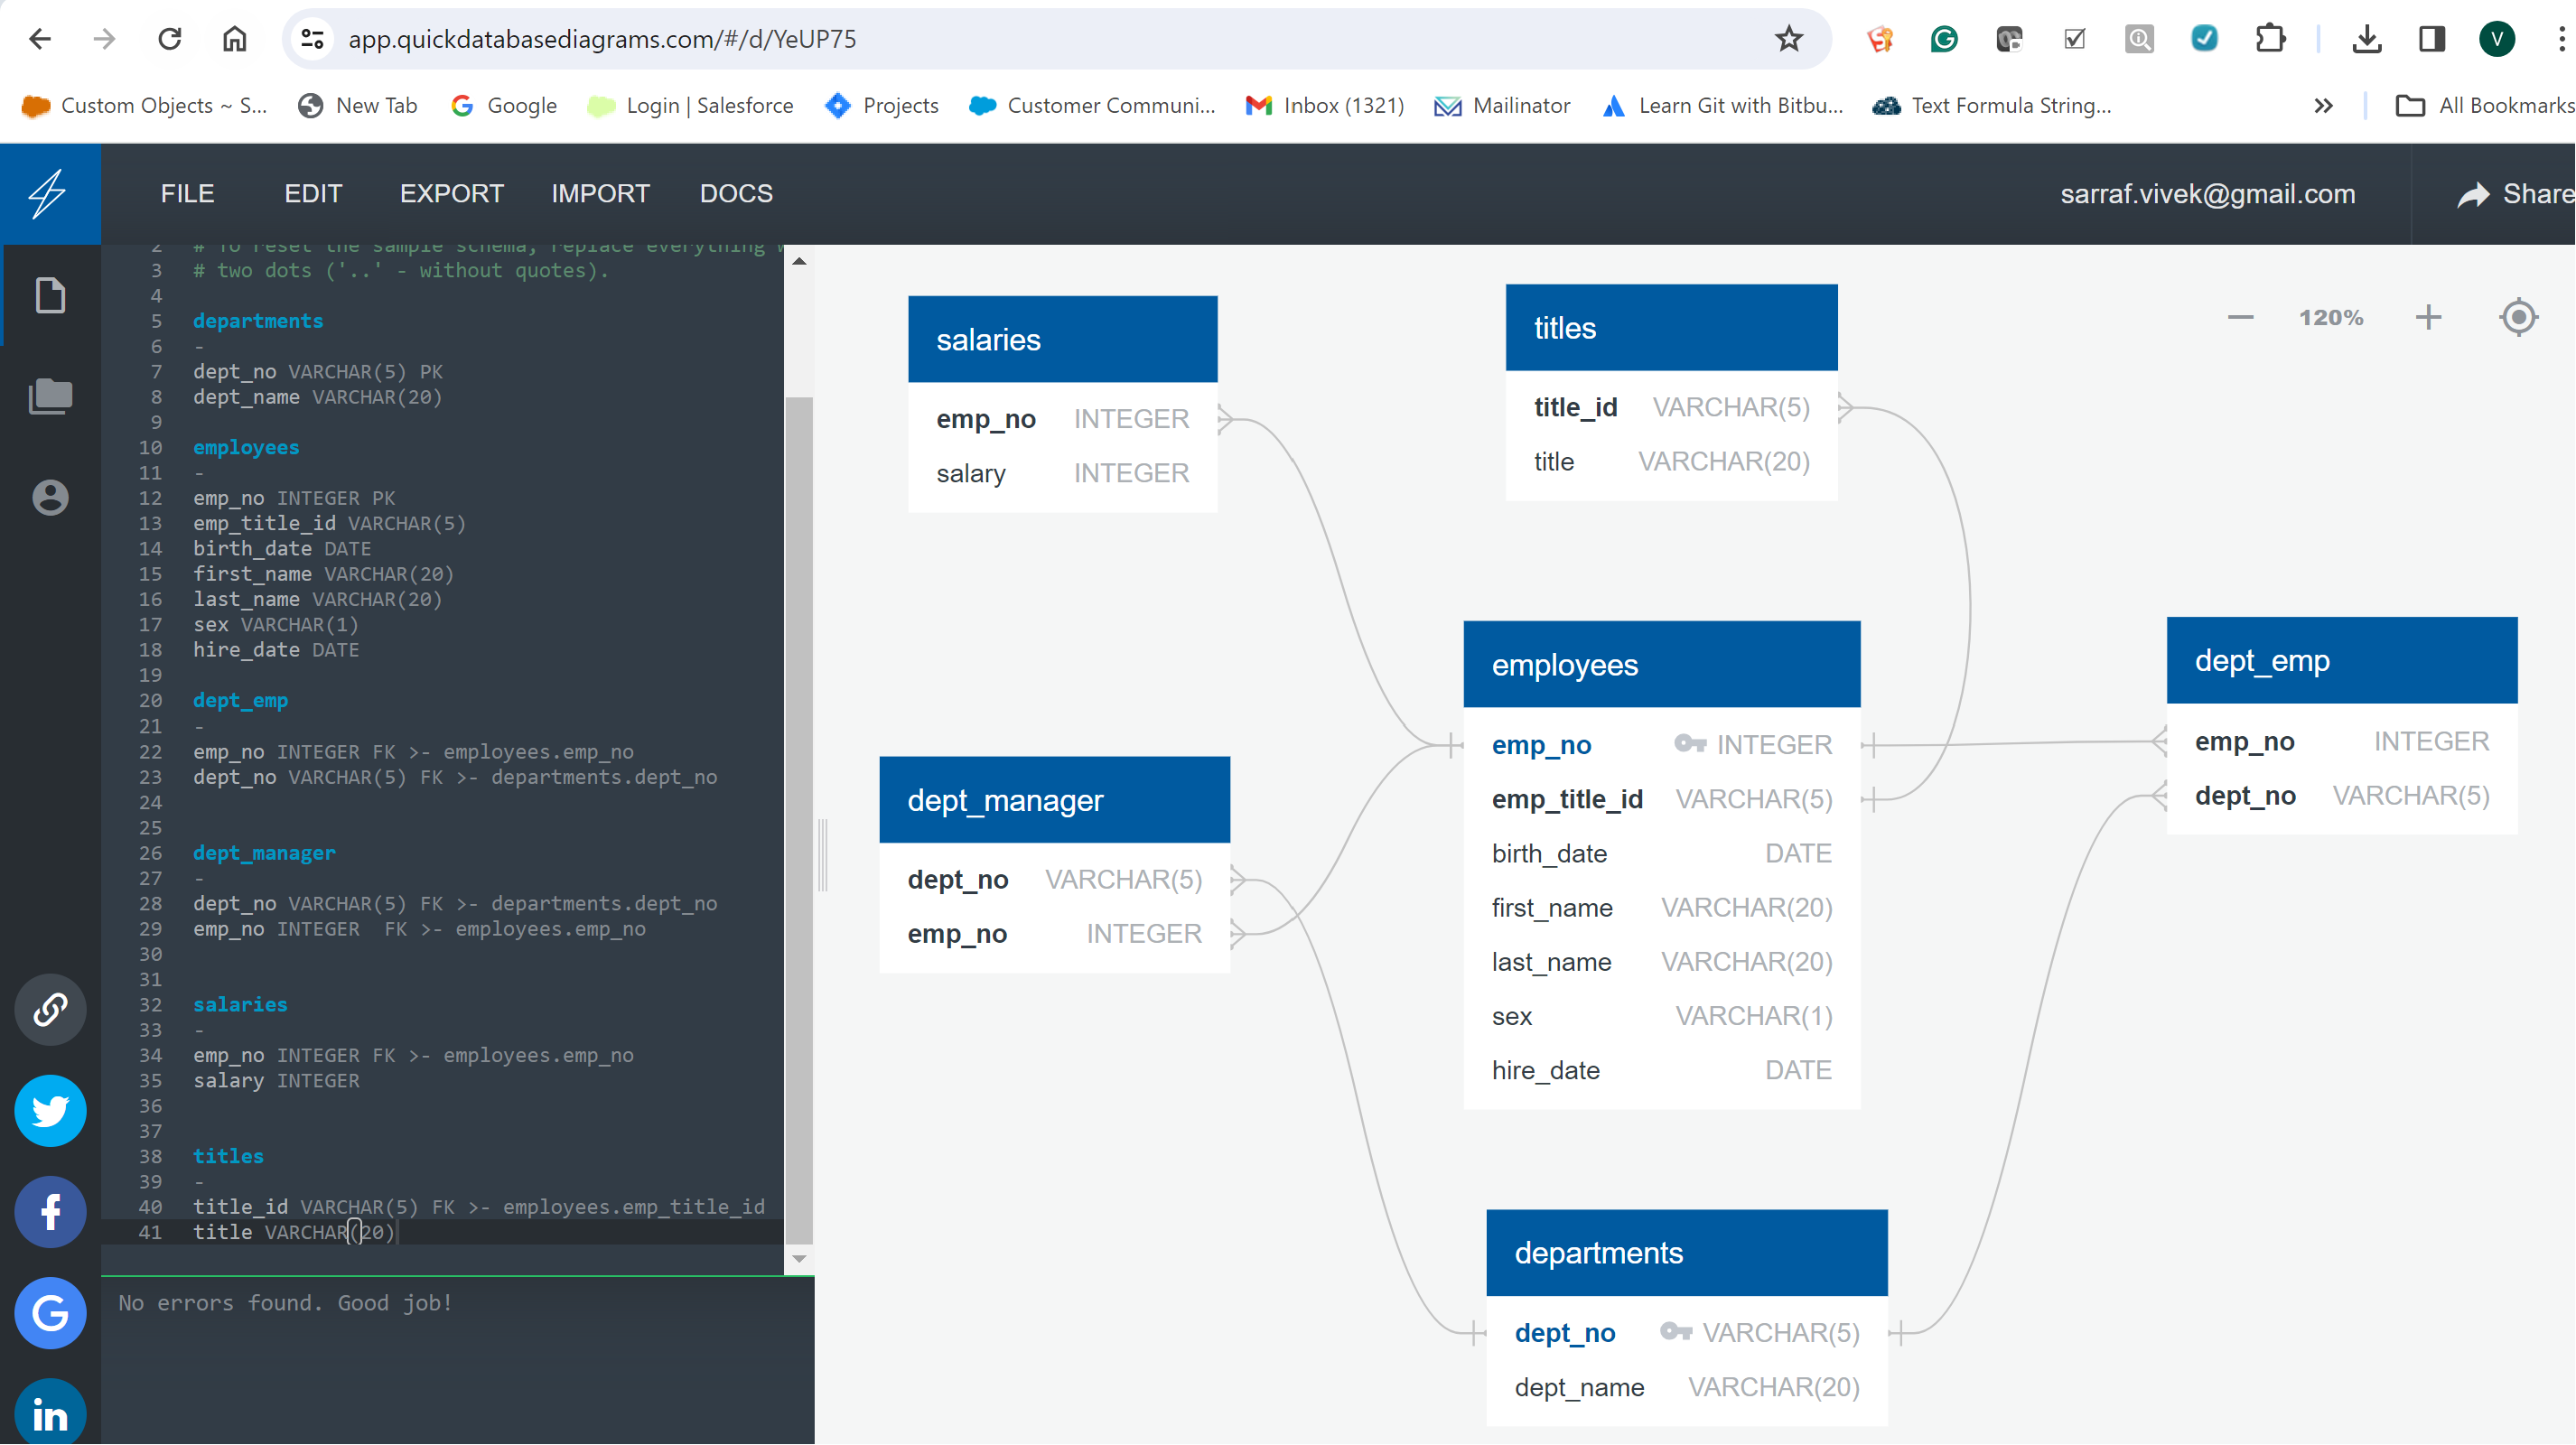 app.quickdatabasediagrams.com/#/d/YeUP75
V
Custom Objects ~ S...
New Tab
Google
Login | Salesforce
Projects
Customer Communi...
Inbox (1321)
Mailinator
Learn Git with Bitbu...
Text Formula String...
All Bookmarks
FILE
EDIT
EXPORT
IMPORT
DOCS
sarraf.vivek@gmail.com
Share
2 # To reset the sample schema, replace everything w
3 # two dots ('..' - without quotes).
4
5 departments
6 -
7 dept_no VARCHAR(5) PK
8 dept_name VARCHAR(20)
9
10 employees
11 -
12 emp_no INTEGER PK
13 emp_title_id VARCHAR(5)
14 birth_date DATE
15 first_name VARCHAR(20)
16 last_name VARCHAR(20)
17 sex VARCHAR(1)
18 hire_date DATE
19
20 dept_emp
21 -
22 emp_no INTEGER FK >- employees.emp_no
23 dept_no VARCHAR(5) FK >- departments.dept_no
24
25
26 dept_manager
27 -
28 dept_no VARCHAR(5) FK >- departments.dept_no
29 emp_no INTEGER  FK >- employees.emp_no
30
31
32 salaries
33 -
34 emp_no INTEGER FK >- employees.emp_no
35 salary INTEGER
36
37
38 titles
39 -
40 title_id VARCHAR(5) FK >- employees.emp_title_id
41 title VARCHAR(20)
No errors found. Good job!
salaries
emp_no INTEGER
salary INTEGER
titles
title_id VARCHAR(5)
title VARCHAR(20)
120%
employees
emp_no INTEGER
emp_title_id VARCHAR(5)
birth_date DATE
first_name VARCHAR(20)
last_name VARCHAR(20)
sex VARCHAR(1)
hire_date DATE
dept_emp
emp_no INTEGER
dept_no VARCHAR(5)
dept_manager
dept_no VARCHAR(5)
emp_no INTEGER
departments
dept_no VARCHAR(5)
dept_name VARCHAR(20)